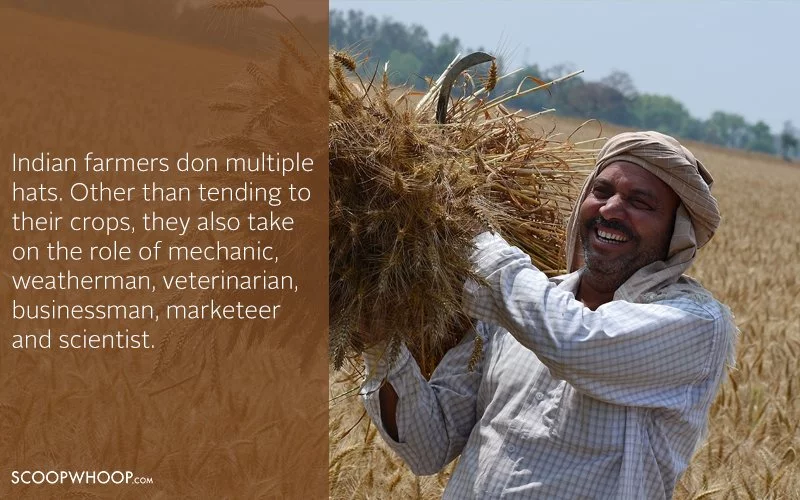 Indian farmers don multiple
hats. Other than tending to
their crops, they also take
on the role of mechanic,
weatherman, veterinarian,
businessman, marketeer
and scientist.
SCOOPWHOOP.COM